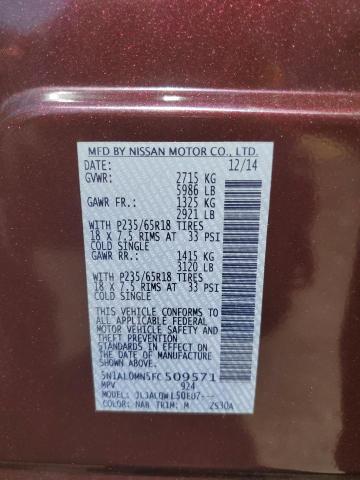 MFD BY NISSAN MOTOR CO., LTD.
DATE: 12/14
GVWR: 2715 KG
5986 LB
GAWR FR.: 1325 KG
2921 LB
WITH P235/65R18 TIRES
18 X 7.5 RIMS AT 33 PSI
COLD SINGLE
GAWR RR.: 1415 KG
3120 LB
WITH P235/65R18 TIRES
18 X 7.5 RIMS AT 33 PSI
COLD SINGLE
THIS VEHICLE CONFORMS TO
ALL APPLICABLE FEDERAL
MOTOR VEHICLE SAFETY AND
THEFT PREVENTION
STANDARDS IN EFFECT ON
THE DATE OF MANUFACTURE
SHOWN ABOVE.
5N1AL0MN5FC509571
MPV 924
COLOR: NAB TRIM: M 2S30A